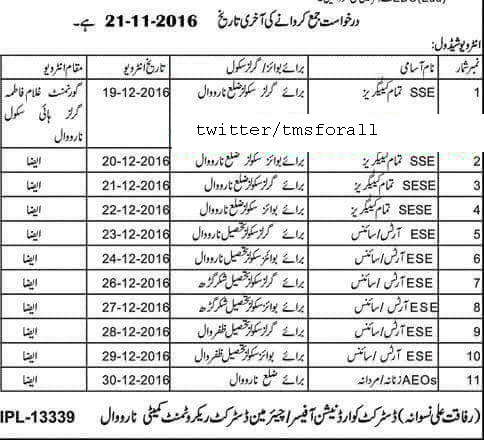 درخواست جمع کروانے کی آخری تاریخ 21-11-2016 ہے۔
انٹرویو شیڈول:
نمبر شمار نام آسامی برائے بوائز/گرلز سکول تاریخ انٹرویو مقام انٹرویو
1 SSE تمام کیٹیگریز برائے گرلز سکولز ضلع نارووال 19-12-2016 گورنمنٹ غلام فاطمہ
گرلز ہائی سکول
نارووال
twitter/tmsforall
2 SSE تمام کیٹیگریز برائے بوائز سکولز ضلع نارووال 20-12-2016 ایضا
3 SESE تمام کیٹیگریز برائے گرلز سکولز ضلع نارووال 21-12-2016 ایضا
4 SESE تمام کیٹیگریز برائے بوائز سکولز ضلع نارووال 22-12-2016 ایضا
5 ESE آرٹس/سائنس برائے گرلز سکولز تحصیل نارووال 23-12-2016 ایضا
6 ESE آرٹس/سائنس برائے بوائز سکولز تحصیل نارووال 24-12-2016 ایضا
7 ESE آرٹس/سائنس برائے گرلز سکولز تحصیل شکرگڑھ 26-12-2016 ایضا
8 ESE آرٹس/سائنس برائے بوائز سکولز تحصیل شکرگڑھ 27-12-2016 ایضا
9 ESE آرٹس/سائنس برائے گرلز سکولز تحصیل ظفروال 28-12-2016 ایضا
10 ESE آرٹس/سائنس برائے بوائز سکولز تحصیل ظفروال 29-12-2016 ایضا
11 AEOs زنانہ/مردانہ برائے ضلع نارووال 30-12-2016 ایضا
(رفاقت علی نسوانہ) ڈسٹرکٹ کوارڈنیشن آفیسر/چیئرمین ڈسٹرکٹ ریکروٹمنٹ کمیٹی نارووال IPL-13339